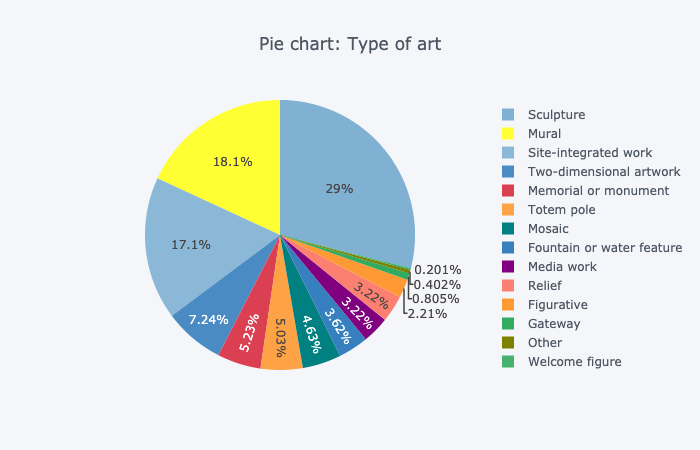 Pie chart: Type of art
29%
18.1%
17.1%
7.24%
5.23%
5.03%
4.63%
3.62%
3.22%
3.22%
2.21%
0.805%
0.402%
0.201%
Sculpture
Mural
Site-integrated work
Two-dimensional artwork
Memorial or monument
Totem pole
Mosaic
Fountain or water feature
Media work
Relief
Figurative
Gateway
Other
Welcome figure